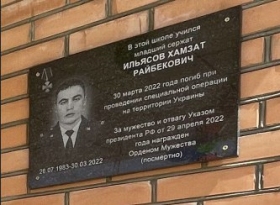 В этой школе учился
младший сержат
ИЛЬЯСОВ ХАМЗАТ
РАЙБЕКОВИЧ
30 марта 2022 года погиб при
проведении специальной операции
на территории Украины
За мужество и отвагу Указом
президента РФ от 29 апреля 2022
года награжден
Орденом Мужества
(посмертно)
26.07.1983-30.03.2022